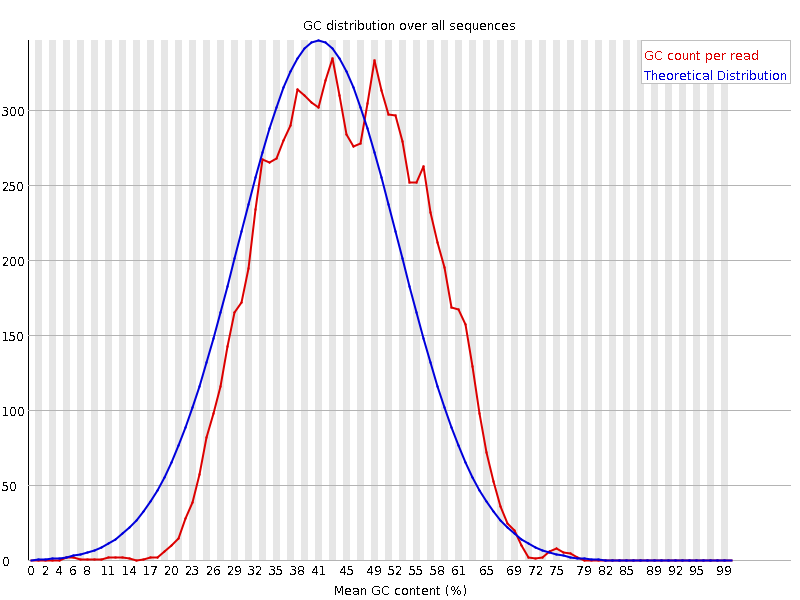 GC distribution over all sequences
GC count per read
Theoretical Distribution
300
250
200
150
100
50
0
0 2 4 6 8 11 14 17 20 23 26 29 32 35 38 41 45 49 52 55 58 61 65 69 72 75 79 82 85 89 92 95 99
Mean GC content (%)